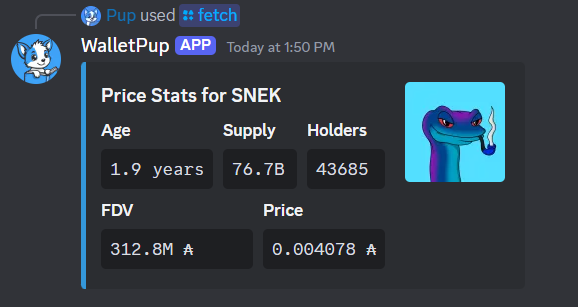 Pup used fetch
WalletPup APP Today at 1:50 PM
Price Stats for SNEK
Age Supply Holders
1.9 years 76.7B 43685
FDV Price
312.8M ₳ 0.004078 ₳